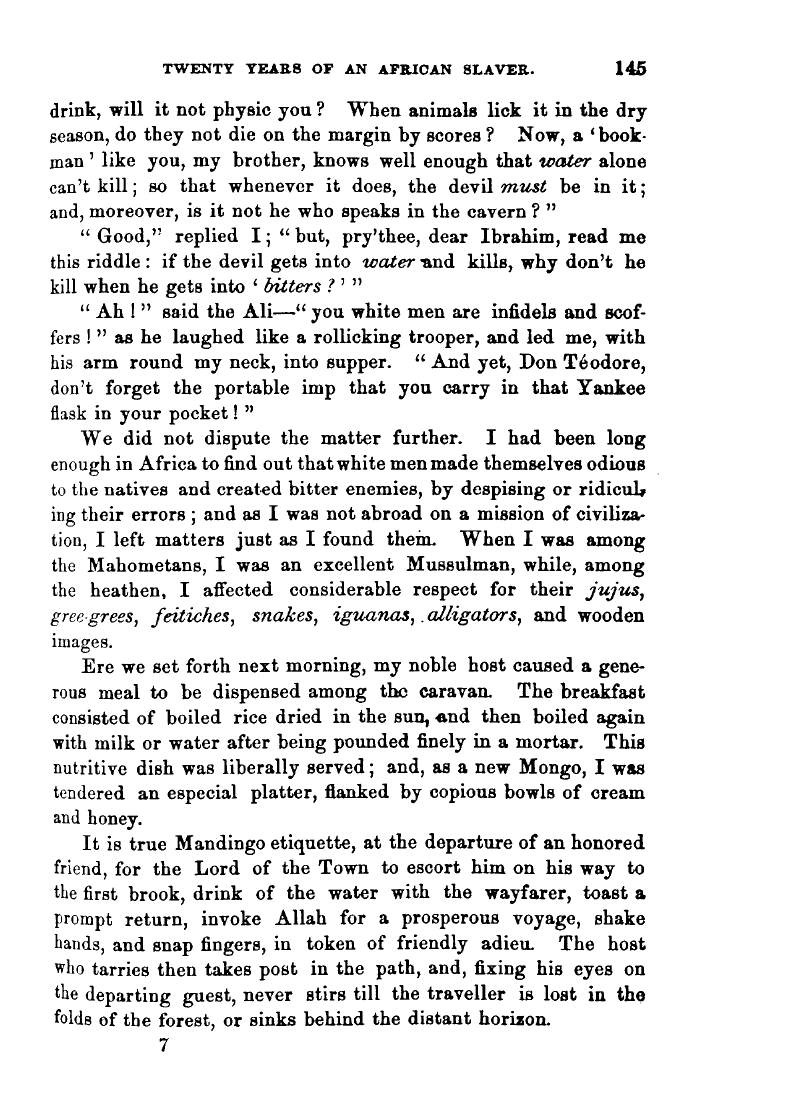 TWENTY YEARS OF AN AFRICAN SLAVER. 145
drink, will it not physic you? When animals lick it in the dry
season, do they not die on the margin by scores? Now, a 'book-
man' like you, my brother, knows well enough that water alone
can't kill; so that whenever it does, the devil must be in it;
and, moreover, is it not he who speaks in the cavern?"
"Good," replied I; "but, pry'thee, dear Ibrahim, read me
this riddle: if the devil gets into water and kills, why don't he
kill when he gets into 'bitters?'"
"Ah!" said the Ali—"you white men are infidels and scof-
fers!" as he laughed like a rollicking trooper, and led me, with
his arm round my neck, into supper. "And yet, Don Téodore,
don't forget the portable imp that you carry in that Yankee
flask in your pocket!"
We did not dispute the matter further. I had been long
enough in Africa to find out that white men made themselves odious
to the natives and created bitter enemies, by despising or ridicul-
ing their errors; and as I was not abroad on a mission of civiliza-
tion, I left matters just as I found them. When I was among
the Mahometans, I was an excellent Mussulman, while, among
the heathen, I affected considerable respect for their jujus,
gree-grees, feitiches, snakes, iguanas, alligators, and wooden
images.
Ere we set forth next morning, my noble host caused a gene-
rous meal to be dispensed among the caravan. The breakfast
consisted of boiled rice dried in the sun, and then boiled again
with milk or water after being pounded finely in a mortar. This
nutritive dish was liberally served; and, as a new Mongo, I was
tendered an especial platter, flanked by copious bowls of cream
and honey.
It is true Mandingo etiquette, at the departure of an honored
friend, for the Lord of the Town to escort him on his way to
the first brook, drink of the water with the wayfarer, toast a
prompt return, invoke Allah for a prosperous voyage, shake
hands, and snap fingers, in token of friendly adieu. The host
who tarries then takes post in the path, and, fixing his eyes on
the departing guest, never stirs till the traveller is lost in the
folds of the forest, or sinks behind the distant horizon.
7